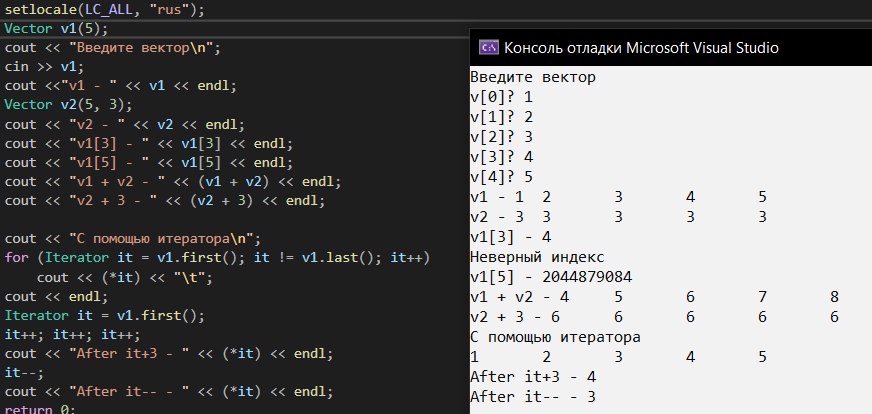 setlocale(LC_ALL, "rus");
Vector v1(5);
cout << "Введите вектор\n";
cin >> v1;
cout <<"v1 - " << v1 << endl;
Vector v2(5, 3);
cout << "v2 - " << v2 << endl;
cout << "v1[3] - " << v1[3] << endl;
cout << "v1[5] - " << v1[5] << endl;
cout << "v1 + v2 - " << (v1 + v2) << endl;
cout << "v2 + 3 - " << (v2 + 3) << endl;
cout << "С помощью итератора\n";
for (Iterator it = v1.first(); it != v1.last(); it++)
cout << (*it) << "\t";
cout << endl;
Iterator it = v1.first();
it++; it++; it++;
cout << "After it+3 - " << (*it) << endl;
it--;
cout << "After it-- - " << (*it) << endl;
return 0;
C:\ Консоль отладки Microsoft Visual Studio
Введите вектор
v[0]? 1
v[1]? 2
v[2]? 3
v[3]? 4
v[4]? 5
v1 - 1 2 3 4 5
v2 - 3 3 3 3 3
v1[3] - 4
Неверный индекс
v1[5] - 2044879084
v1 + v2 - 4 5 6 7 8
v2 + 3 - 6 6 6 6 6
С помощью итератора
1 2 3 4 5
After it+3 - 4
After it-- - 3